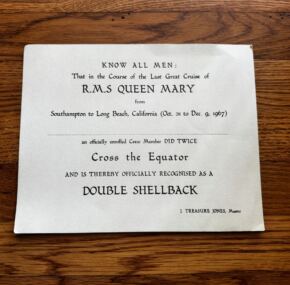 KNOW ALL MEN:
That in the Course of the Last Great Cruise of
R.M.S QUEEN MARY
from
Southampton to Long Beach, California (Oct. 31 to Dec. 9, 1967)
an officially enrolled Crew Member DID TWICE
Cross the Equator
AND IS THEREBY OFFICIALLY RECOGNISED AS A
DOUBLE SHELLBACK
J. TREASURE JONES, Master